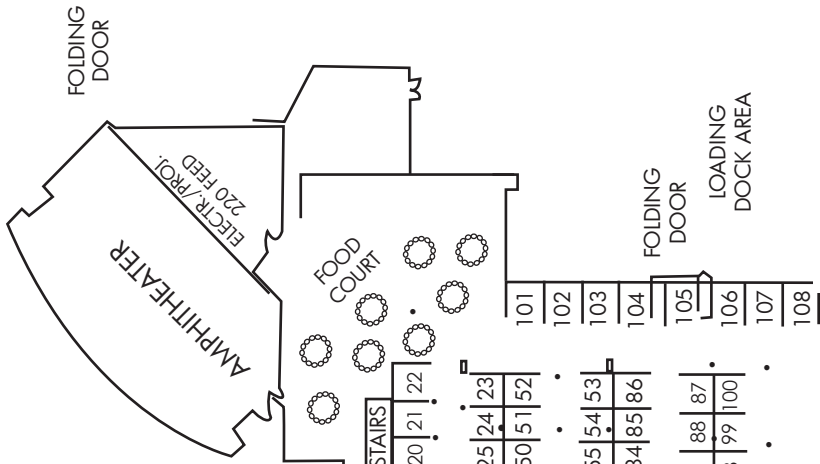 FOLDING
DOOR
ELECTR./PROJ.
220 FEED
AMPHITHEATER
FOOD
COURT
FOLDING
DOOR
LOADING
DOCK AREA
101
102
103
104
105
106
107
108
STAIRS
22
21
20
23
52
24
51
25
50
53
86
54
85
55
84
87
100
88
99